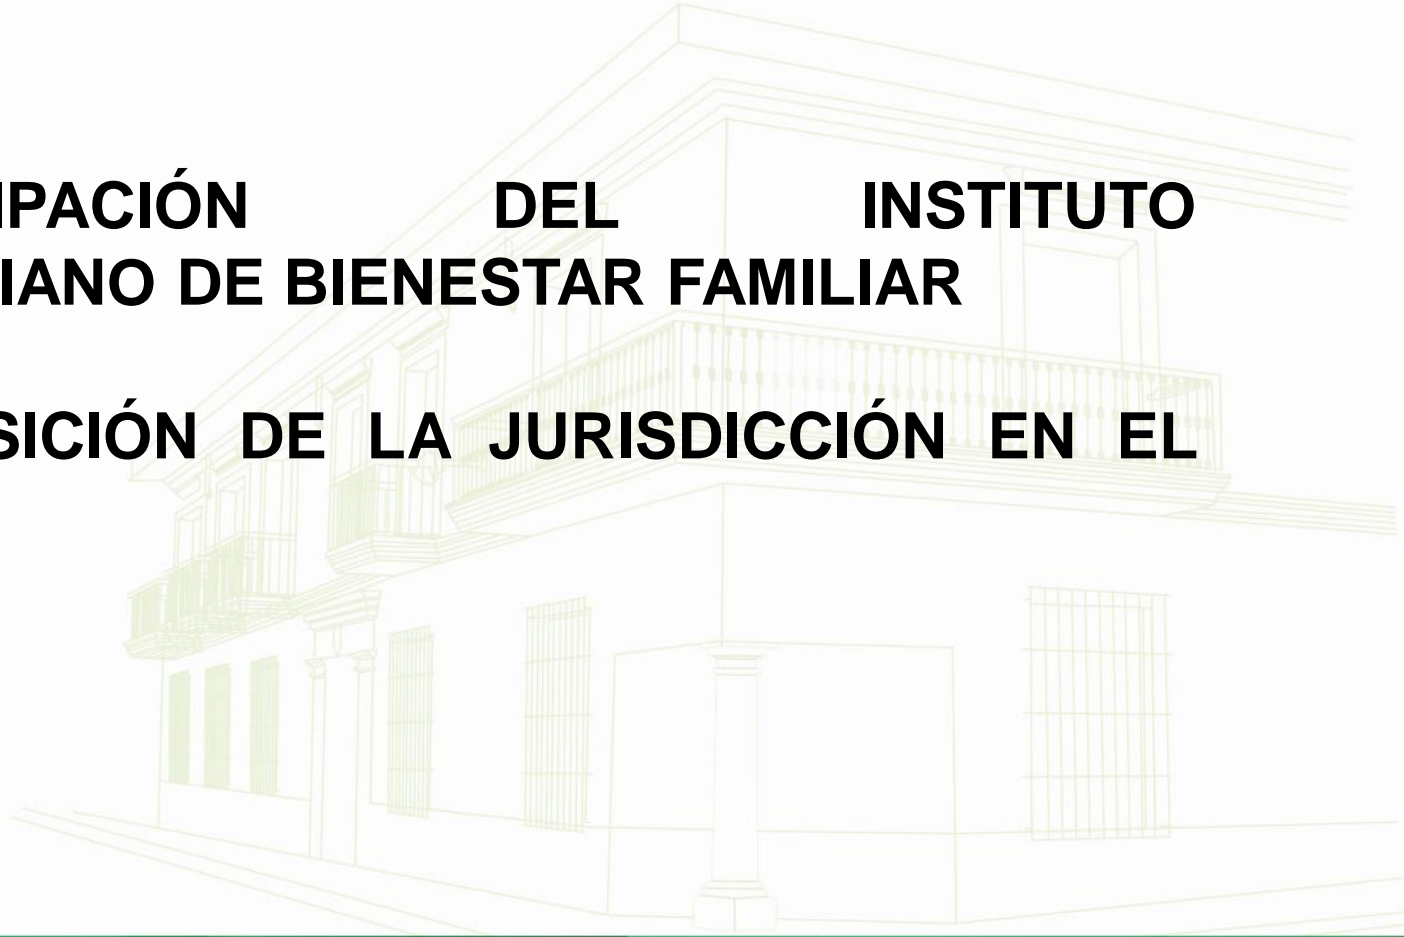 IPACIÓN DEL INSTITUTO
IANO DE BIENESTAR FAMILIAR
SICIÓN DE LA JURISDICCIÓN EN EL